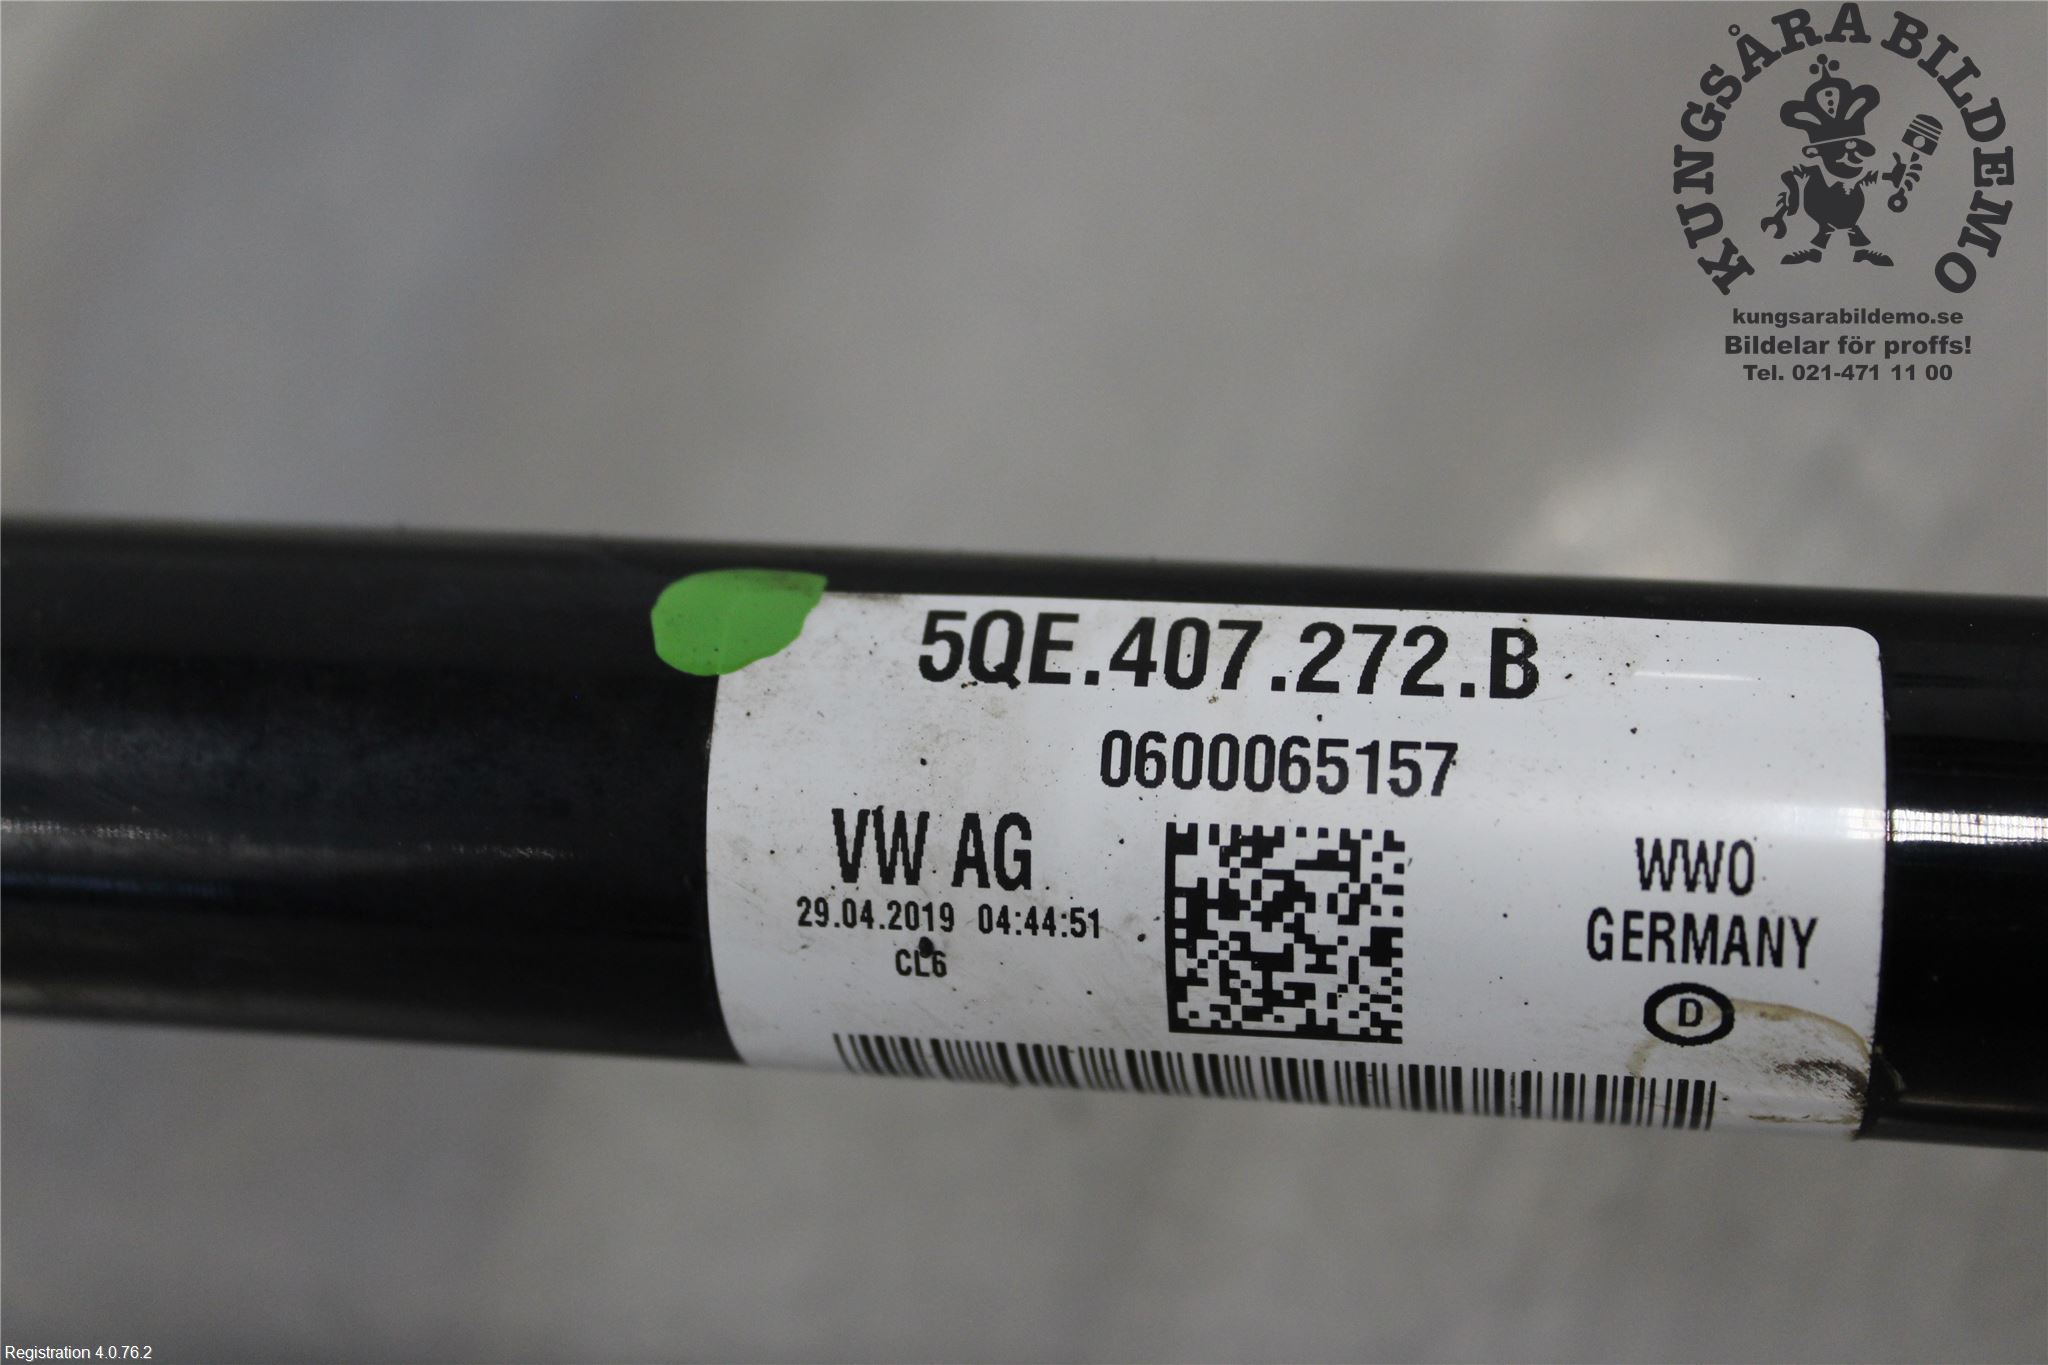 KUNGSÅRA BILDEMO
kungsarabildemo.se
Bildelar för proffs!
Tel. 021-471 11 00
5QE.407.272.B
0600065157
VW AG
29.04.2019 04:44:51
CL6
WWO
GERMANY
D
Registration 4.0.76.2